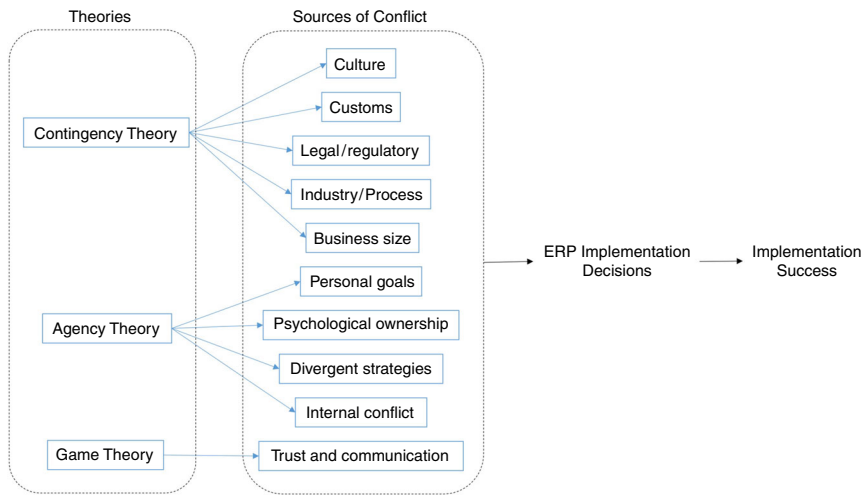 Theories
Sources of Conflict
Culture
Customs
Contingency Theory
Legal/regulatory
Industry/Process
Business size
ERP Implementation
Decisions
Implementation
Success
Personal goals
Agency Theory
Psychological ownership
Divergent strategies
Internal conflict
Game Theory
Trust and communication